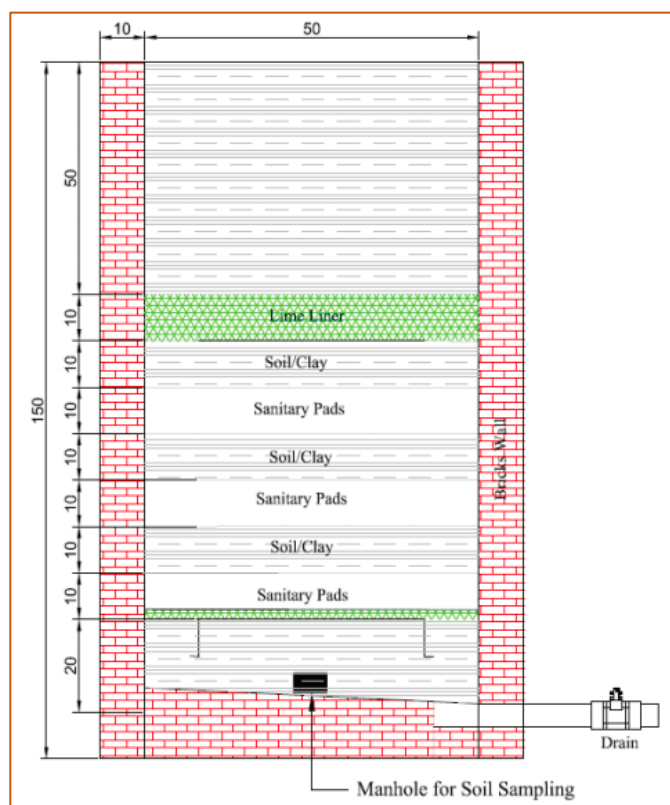 10 50
50
10
Lime Liner
10
Soil/Clay
10
Sanitary Pads
150
10
Soil/Clay
Bricks Wall
10
Sanitary Pads
10
Soil/Clay
10
Sanitary Pads
20
Drain
Manhole for Soil Sampling